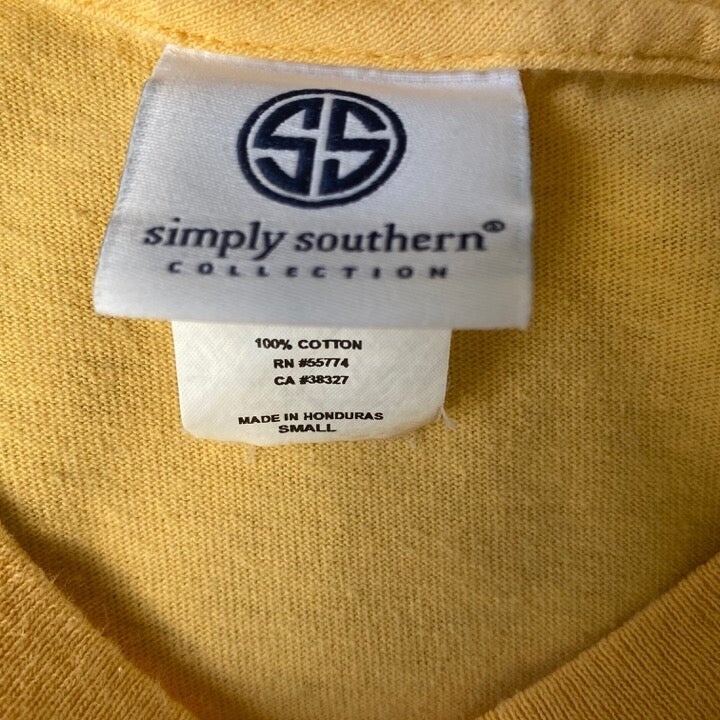 SS
simply southern®
COLLECTION
100% COTTON
RN #55774
CA #38327
MADE IN HONDURAS
SMALL